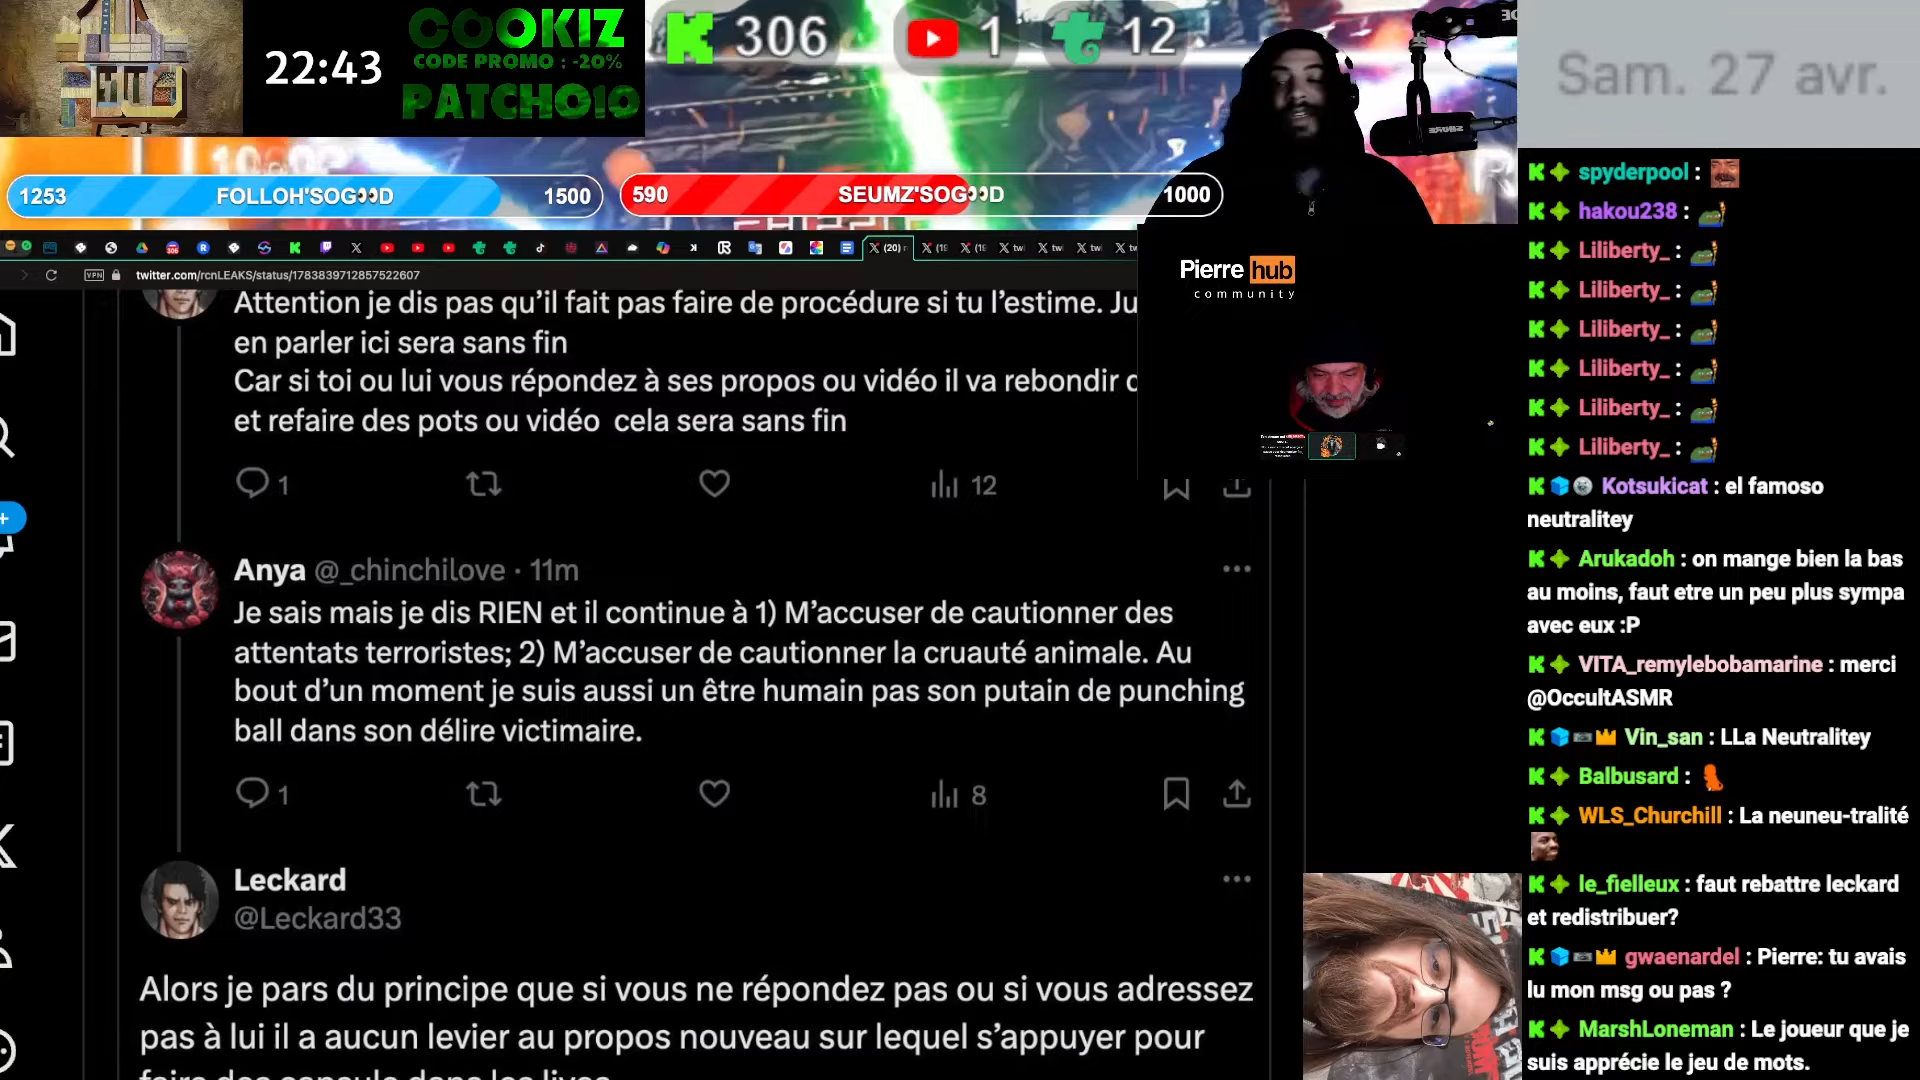 22:43
COOKIZ
CODE PROMO : -20%
PATCHO10
306
1
12
Sam. 27 avr.
1253 FOLLOH'SOG👀D 1500
590 SEUMZ'SOG👀D 1000
(20)
twitter.com/rcnLEAKS/status/1783839712857522607
VPN
Pierre hub
community
Attention je dis pas qu’il fait pas faire de procédure si tu l’estime. Ju
en parler ici sera sans fin
Car si toi ou lui vous répondez à ses propos ou vidéo il va rebondir
et refaire des pots ou vidéo cela sera sans fin
1 12
Anya @_chinchilove · 11m
Je sais mais je dis RIEN et il continue à 1) M’accuser de cautionner des
attentats terroristes; 2) M’accuser de cautionner la cruauté animale. Au
bout d’un moment je suis aussi un être humain pas son putain de punching
ball dans son délire victimaire.
1 8
Leckard
@Leckard33
Alors je pars du principe que si vous ne répondez pas ou si vous adressez
pas à lui il a aucun levier au propos nouveau sur lequel s’appuyer pour
faire des capsule dans les lives
spyderpool :
hakou238 :
Liliberty_ :
Liliberty_ :
Liliberty_ :
Liliberty_ :
Liliberty_ :
Liliberty_ :
Kotsukicat : el famoso
neutralitey
Arukadoh : on mange bien la bas
au moins, faut etre un peu plus sympa
avec eux :P
VITA_remylebobamarine : merci
@OccultASMR
Vin_san : LLa Neutralitey
Balbusard :
WLS_Churchill : La neuneu-tralité
le_fielleux : faut rebattre leckard
et redistribuer?
gwaenardel : Pierre: tu avais
lu mon msg ou pas ?
MarshLoneman : Le joueur que je
suis apprécie le jeu de mots.